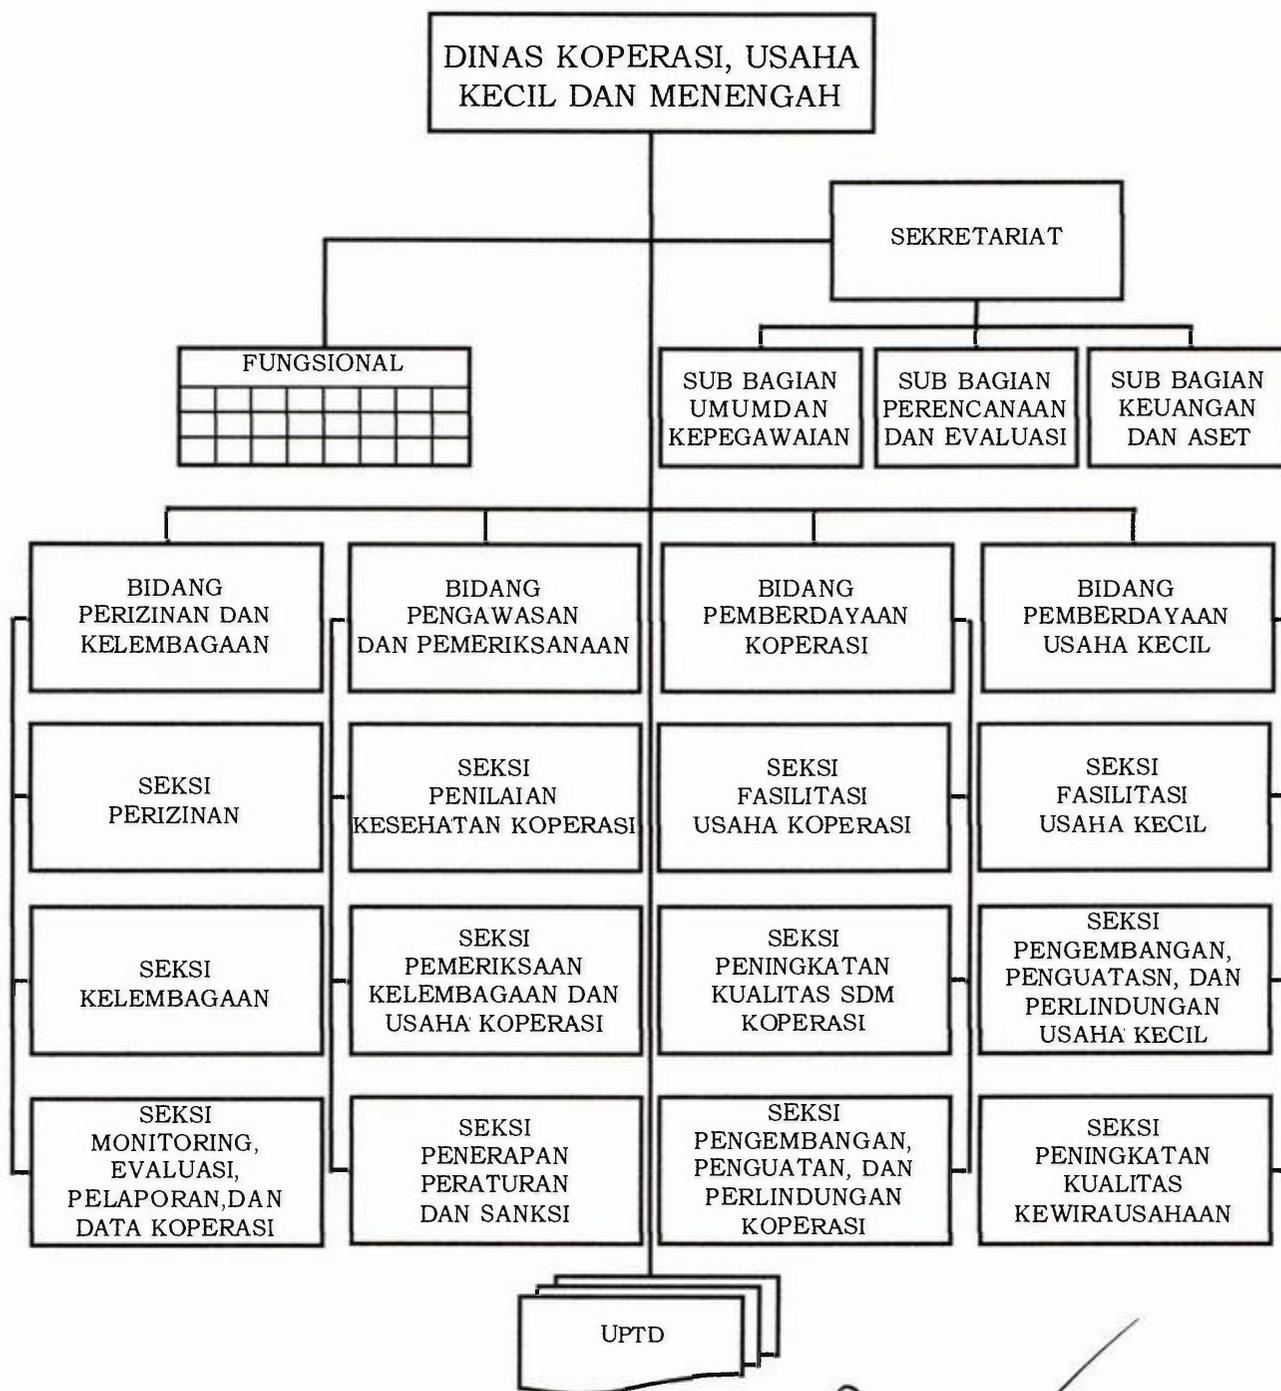 DINAS KOPERASI, USAHA
KECIL DAN MENENGAH
SEKRETARIAT
FUNGSIONAL
SUB BAGIAN
UMUMDAN
KEPEGAWAIAN
SUB BAGIAN
PERENCANAAN
DAN EVALUASI
SUB BAGIAN
KEUANGAN
DAN ASET
BIDANG
PERIZINAN DAN
KELEMBAGAAN
BIDANG
PENGAWASAN
DAN PEMERIKSANAAN
BIDANG
PEMBERDAYAAN
KOPERASI
BIDANG
PEMBERDAYAAN
USAHA KECIL
SEKSI
PERIZINAN
SEKSI
PENILAIAN
KESEHATAN KOPERASI
SEKSI
FASILITASI
USAHA KOPERASI
SEKSI
FASILITASI
USAHA KECIL
SEKSI
KELEMBAGAAN
SEKSI
PEMERIKSAAN
KELEMBAGAAN DAN
USAHA KOPERASI
SEKSI
PENINGKATAN
KUALITAS SDM
KOPERASI
SEKSI
PENGEMBANGAN,
PENGUATASN, DAN
PERLINDUNGAN
USAHA KECIL
SEKSI
MONITORING,
EVALUASI,
PELAPORAN,DAN
DATA KOPERASI
SEKSI
PENERAPAN
PERATURAN
DAN SANKSI
SEKSI
PENGEMBANGAN,
PENGUATAN, DAN
PERLINDUNGAN
KOPERASI
SEKSI
PENINGKATAN
KUALITAS
KEWIRAUSAHAAN
UPTD